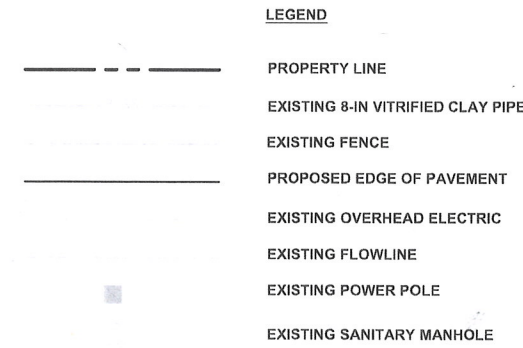 LEGEND
PROPERTY LINE
EXISTING 8-IN VITRIFIED CLAY PIPE
EXISTING FENCE
PROPOSED EDGE OF PAVEMENT
EXISTING OVERHEAD ELECTRIC
EXISTING FLOWLINE
EXISTING POWER POLE
EXISTING SANITARY MANHOLE